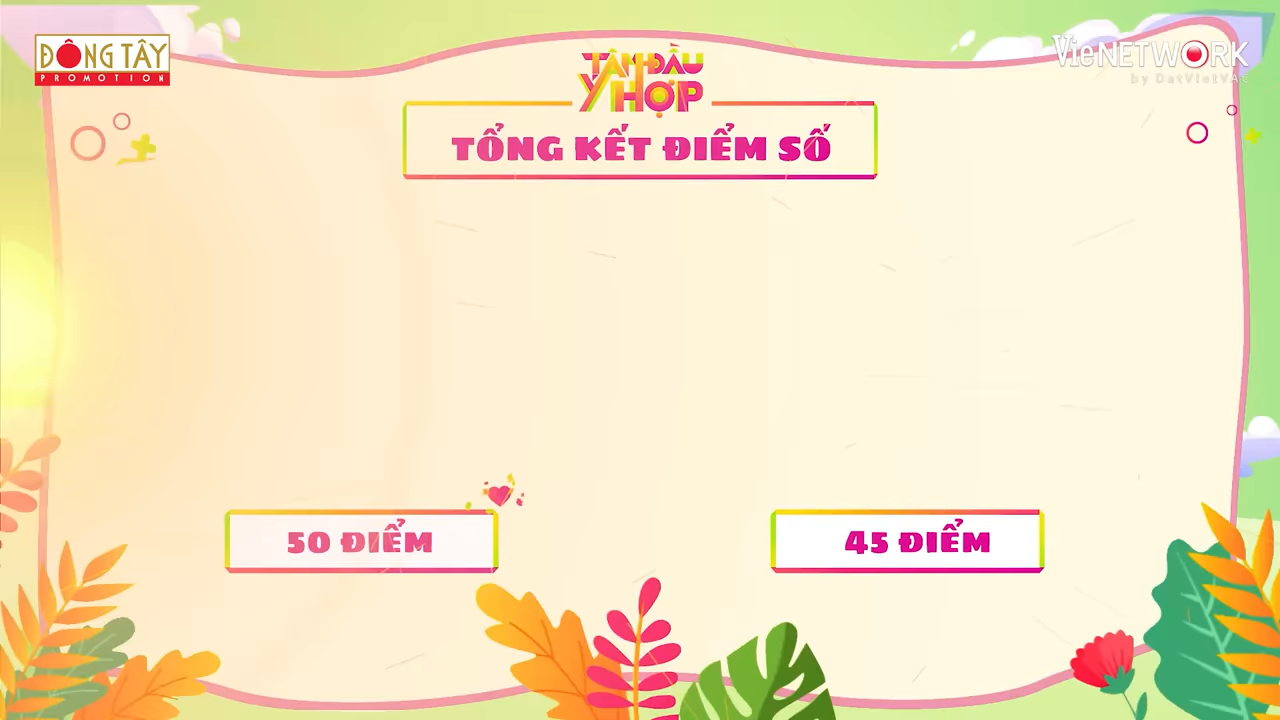 ĐÔNG TÂY
PROMOTION
VieNETWORK
by DatVietVAC
TÂM ĐẦU
Ý HỢP
TỔNG KẾT ĐIỂM SỐ
50 ĐIỂM
45 ĐIỂM